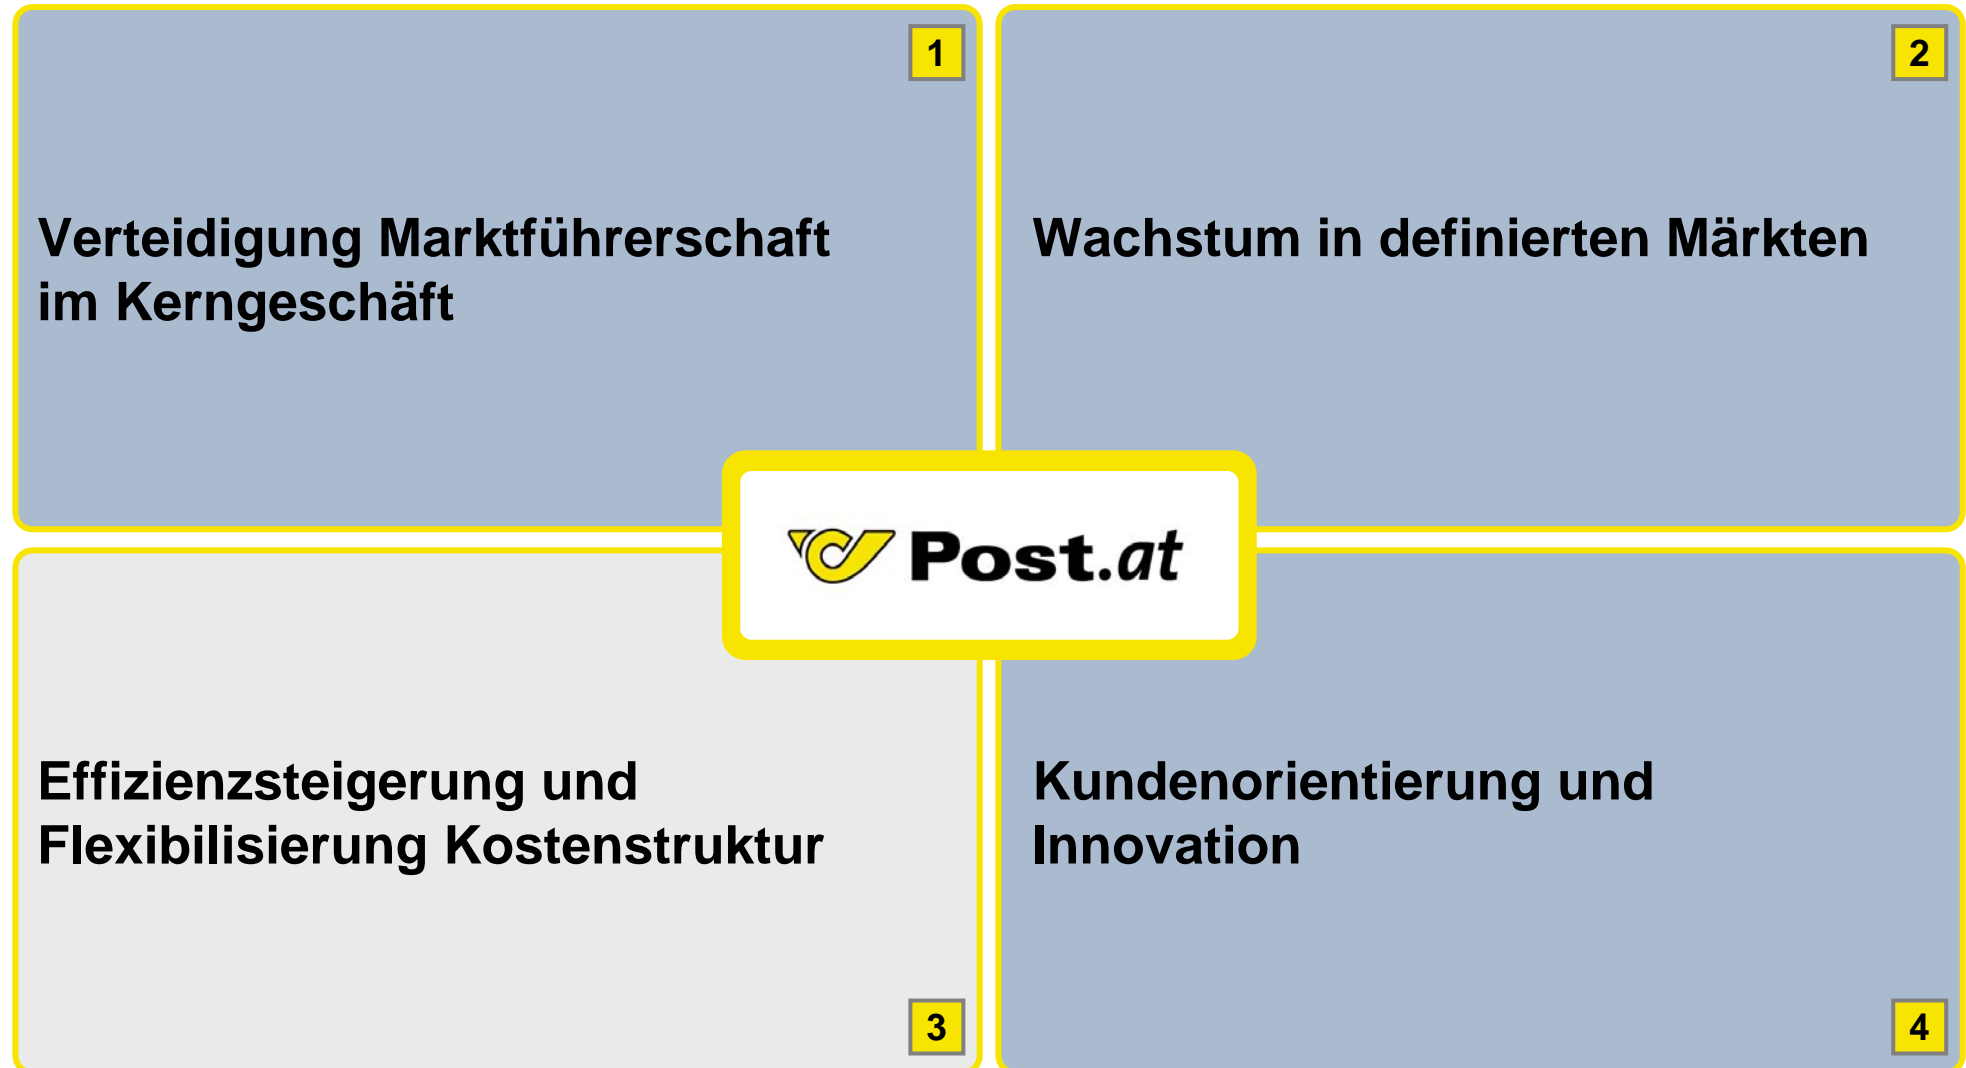 1
Verteidigung Marktführerschaft
im Kerngeschäft
2
Wachstum in definierten Märkten
Post.at
Effizienzsteigerung und
Flexibilisierung Kostenstruktur
3
Kundenorientierung und
Innovation
4